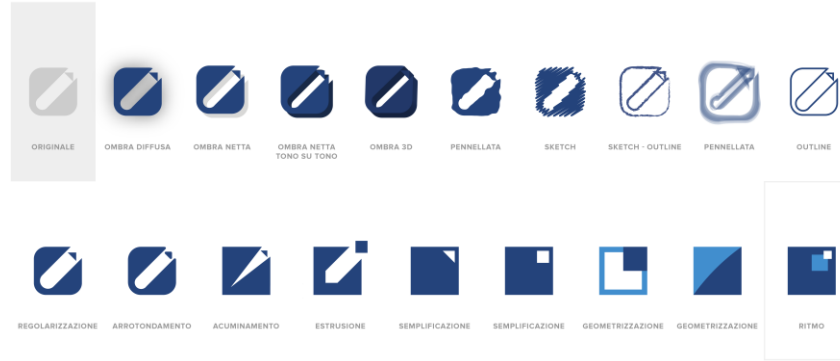 ORIGINALE
OMBRA DIFFUSA
OMBRA NETTA
OMBRA NETTA
TONO SU TONO
OMBRA 3D
PENNELLATA
SKETCH
SKETCH - OUTLINE
PENNELLATA
OUTLINE
REGOLARIZZAZIONE
ARROTONDAMENTO
ACUMINAMENTO
ESTRUSIONE
SEMPLIFICAZIONE
SEMPLIFICAZIONE
GEOMETRIZZAZIONE
GEOMETRIZZAZIONE
RITMO